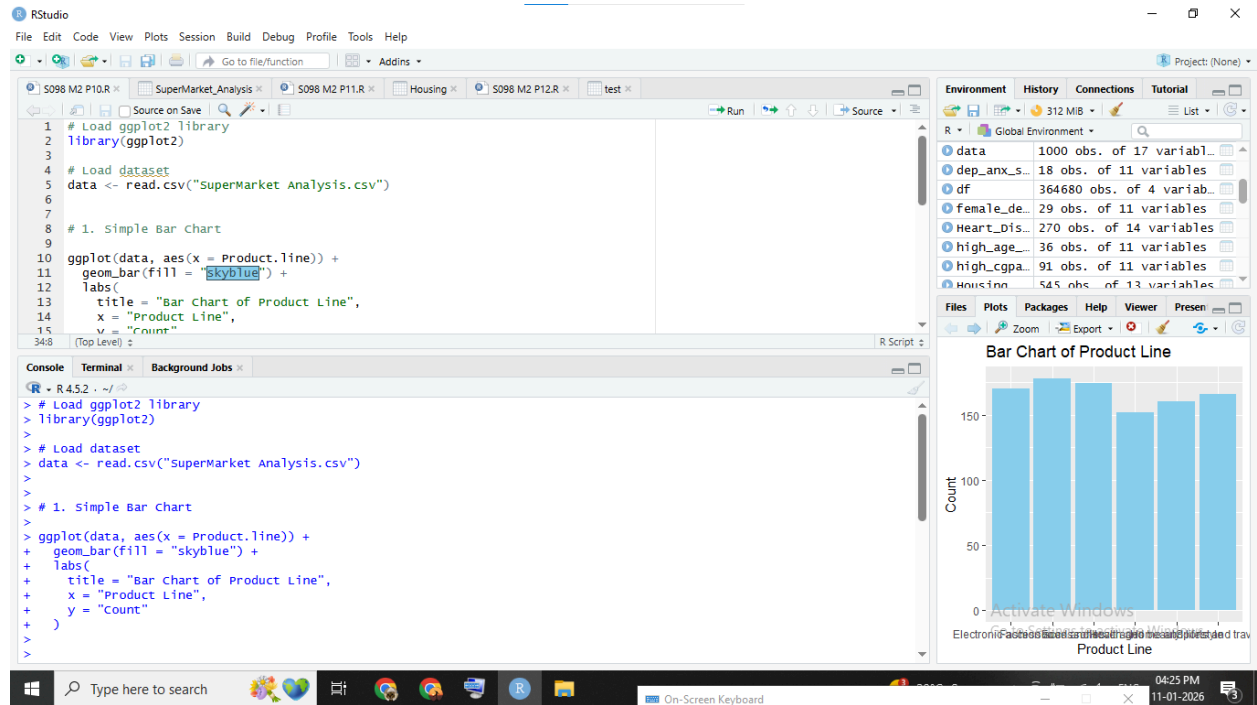 RStudio
File Edit Code View Plots Session Build Debug Profile Tools Help
Go to file/function
Addins
Project: (None)
S098 M2 P10.R
SuperMarket_Analysis
S098 M2 P11.R
Housing
S098 M2 P12.R
test
Source on Save
Run
Source
1 # Load ggplot2 library
2 library(ggplot2)
3
4 # Load dataset
5 data <- read.csv("SuperMarket Analysis.csv")
6
7
8 # 1. Simple Bar Chart
9
10 ggplot(data, aes(x = Product.line)) +
11 geom_bar(fill = "skyblue") +
12 labs(
13 title = "Bar Chart of Product Line",
14 x = "Product Line",
15 y = "Count"
34:8 (Top Level) R Script
Console Terminal Background Jobs
R 4.5.2 · ~/
> # Load ggplot2 library
> library(ggplot2)
>
> # Load dataset
> data <- read.csv("SuperMarket Analysis.csv")
>
>
> # 1. Simple Bar Chart
>
> ggplot(data, aes(x = Product.line)) +
+ geom_bar(fill = "skyblue") +
+ labs(
+ title = "Bar Chart of Product Line",
+ x = "Product Line",
+ y = "Count"
+ )
>
>
Environment History Connections Tutorial
312 MiB
List
R Global Environment
data 1000 obs. of 17 variabl…
dep_anx_s… 18 obs. of 11 variables
df 364680 obs. of 4 variab…
female_de… 29 obs. of 11 variables
Heart_Dis… 270 obs. of 14 variables
high_age_… 36 obs. of 11 variables
high_cgpa… 91 obs. of 11 variables
Housing 545 obs. of 13 variables
Files Plots Packages Help Viewer Presen
Zoom Export
Bar Chart of Product Line
150
100
50
0
Count
Activate Windows
Product Line
Type here to search
04:25 PM
11-01-2026
3
On-Screen Keyboard